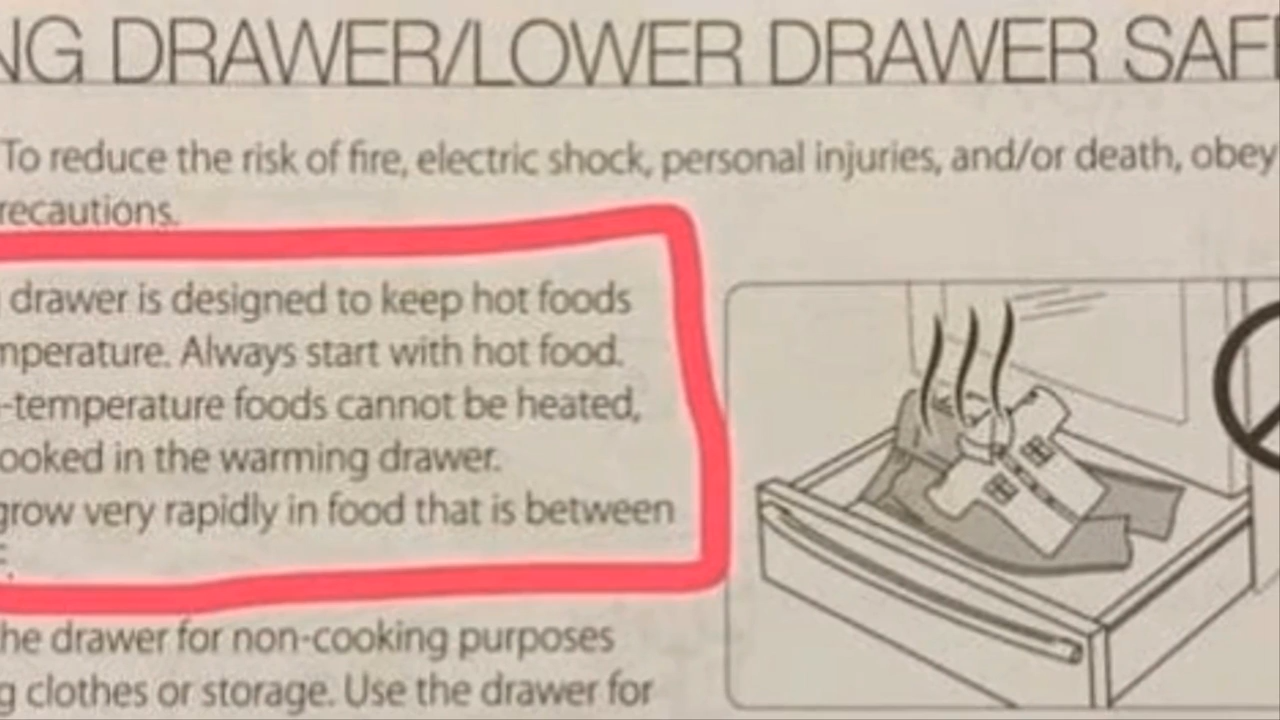 NG DRAWER/LOWER DRAWER SAF
To reduce the risk of fire, electric shock, personal injuries, and/or death, obey
recautions.
drawer is designed to keep hot foods
mperature. Always start with hot food.
-temperature foods cannot be heated,
ooked in the warming drawer.
grow very rapidly in food that is between
F.
he drawer for non-cooking purposes
g clothes or storage. Use the drawer for